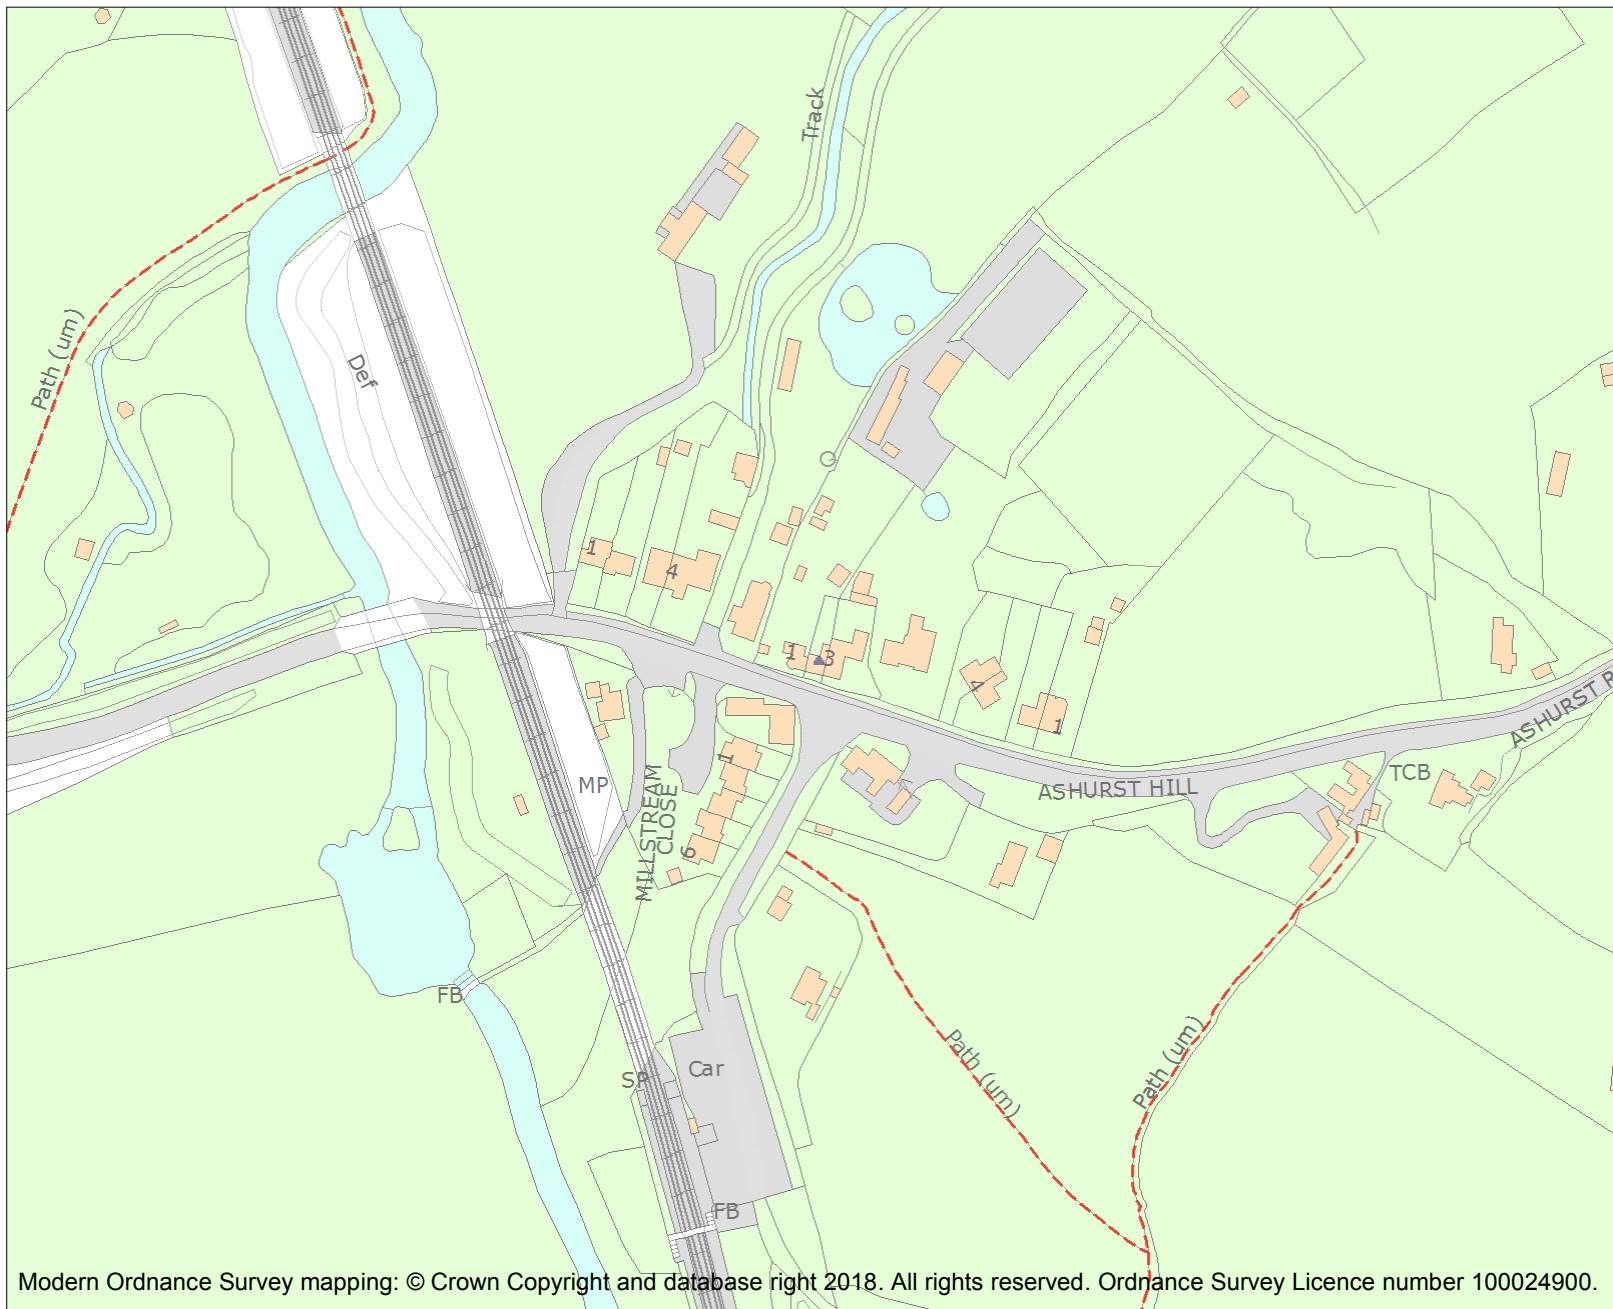 Track
Path (um)
Def
1
4
1
3
4
1
ASHURST R
TCB
ASHURST HILL
MP
MILLSTREAM
CLOSE
1
6
FB
SP
Car
Path (um)
Path (um)
FB
Modern Ordnance Survey mapping: © Crown Copyright and database right 2018. All rights reserved. Ordnance Survey Licence number 100024900.